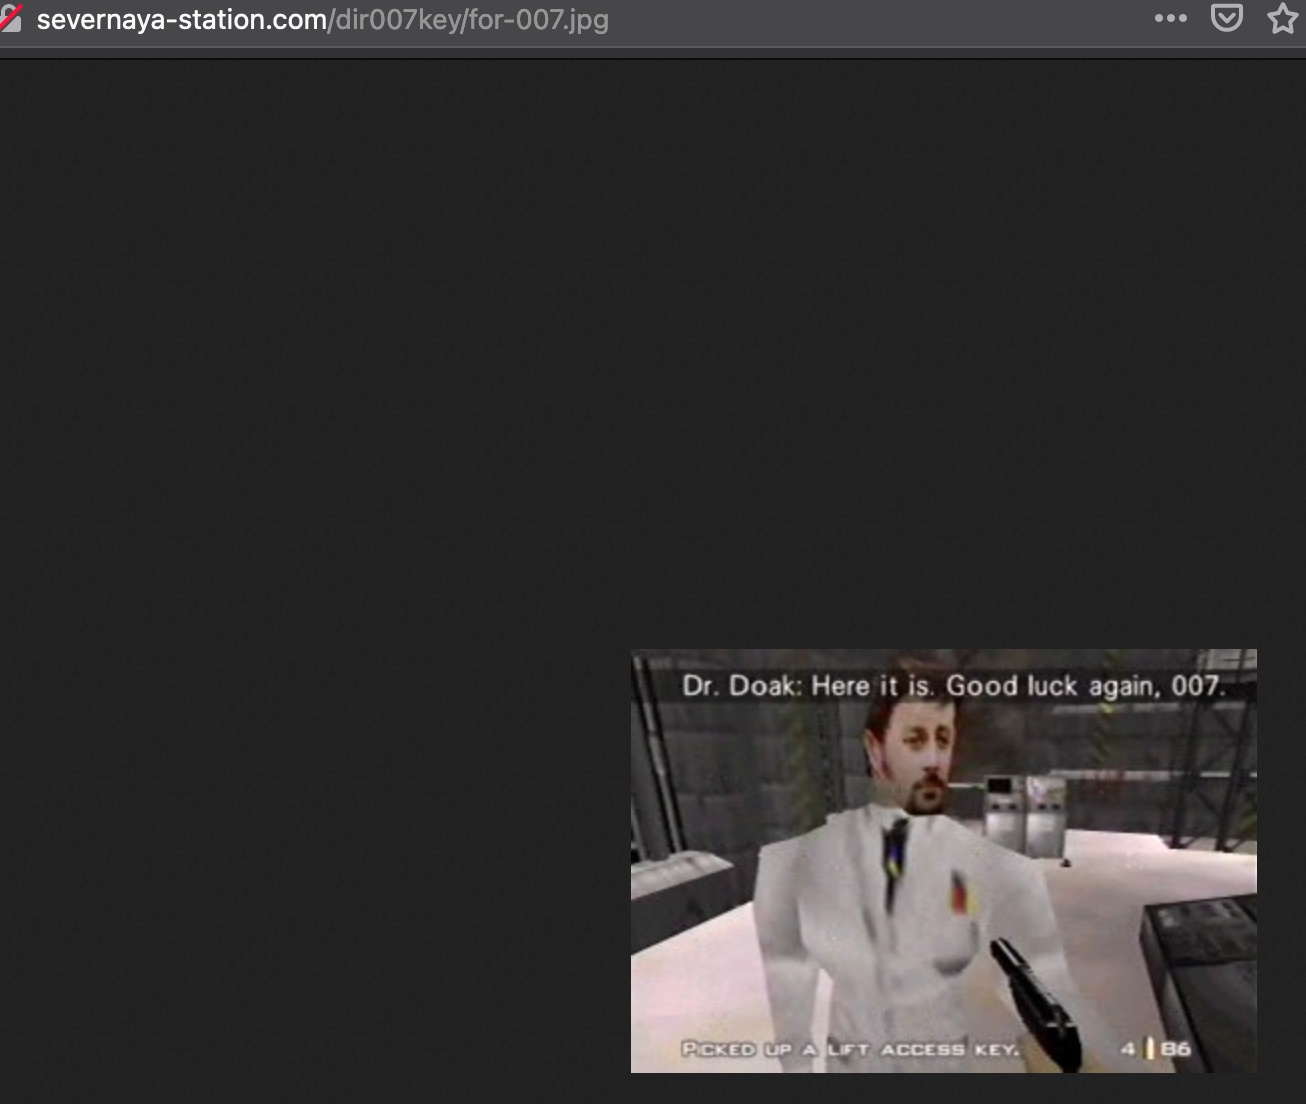 severnaya-station.com/dir007key/for-007.jpg
Dr. Doak: Here it is. Good luck again, 007.
PICKED UP A LIFT ACCESS KEY.
4 86